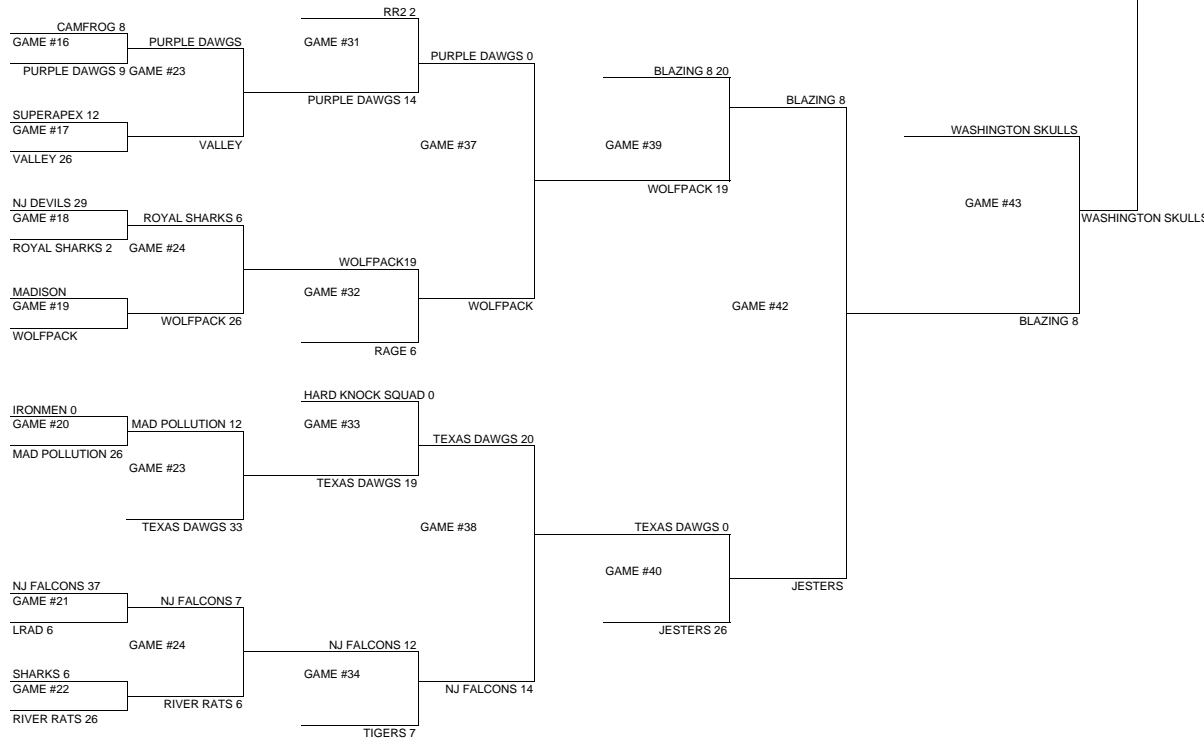 CAMFROG 8
GAME #16
PURPLE DAWGS 9
PURPLE DAWGS
GAME #23
SUPERAPEX 12
GAME #17
VALLEY 26
VALLEY
NJ DEVILS 29
GAME #18
ROYAL SHARKS 2
ROYAL SHARKS 6
GAME #24
MADISON
GAME #19
WOLFPACK
WOLFPACK 26
IRONMEN 0
GAME #20
MAD POLLUTION 26
MAD POLLUTION 12
GAME #23
TEXAS DAWGS 33
NJ FALCONS 37
GAME #21
LRAD 6
NJ FALCONS 7
GAME #24
SHARKS 6
GAME #22
RIVER RATS 26
RIVER RATS 6
RR2 2
GAME #31
PURPLE DAWGS 14
WOLFPACK19
GAME #32
RAGE 6
HARD KNOCK SQUAD 0
GAME #33
TEXAS DAWGS 19
NJ FALCONS 12
GAME #34
TIGERS 7
PURPLE DAWGS 0
GAME #37
WOLFPACK
TEXAS DAWGS 20
GAME #38
NJ FALCONS 14
BLAZING 8 20
GAME #39
WOLFPACK 19
TEXAS DAWGS 0
GAME #40
JESTERS 26
BLAZING 8
GAME #42
JESTERS
WASHINGTON SKULLS
GAME #43
BLAZING 8
WASHINGTON SKULLS